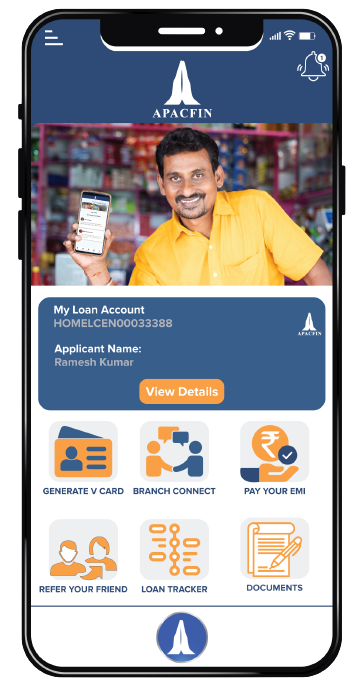 APACFIN
My Loan Account
HOMELCEN00033388
APACFIN
Applicant Name:
Ramesh Kumar
View Details
GENERATE V CARD
BRANCH CONNECT
PAY YOUR EMI
REFER YOUR FRIEND
LOAN TRACKER
DOCUMENTS